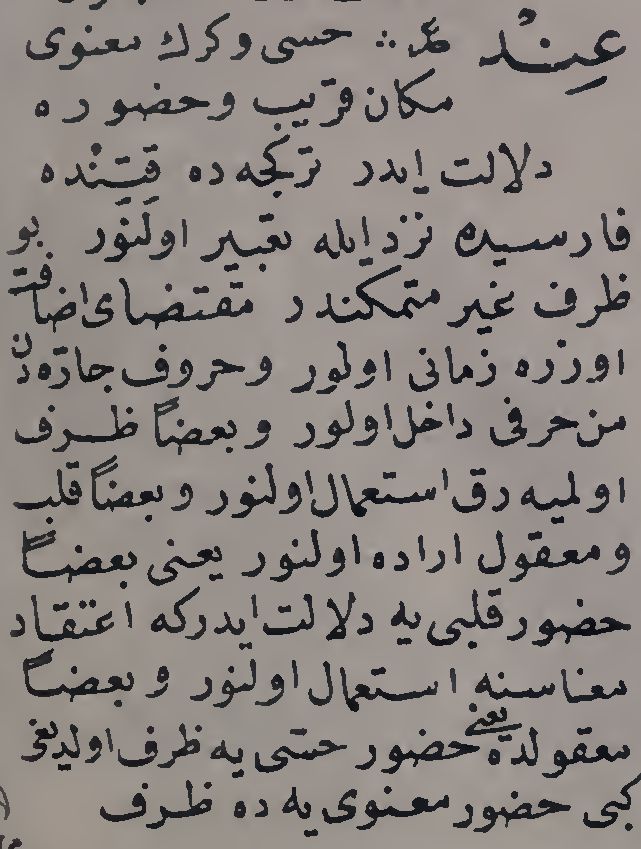 عِنْد ع‍م ∴ حسی وکرك معنوی
مکان قریب وحضوره
دلالت ایدر ترکجه ده قتنده
فارسیده نزد ایله تعبیر اولنور بو
ظرف غیر متمکندر مقتضای اضافت
اوزره زمانی اولور وحروف جارّه دن
من حرفی داخل اولور وبعضاً ظرف
اولمیه رق استعمال اولنور وبعضاً قلب
ومعقول اراده اولنور یعنی بعضاً
حضور قلبی یه دلالت ایدرکه اعتقاد
معناسنه استعمال اولنور وبعضاً
معقولده یعنی حضور حسّی یه ظرف اولدیغی
کبی حضور معنوی یه ده ظرف